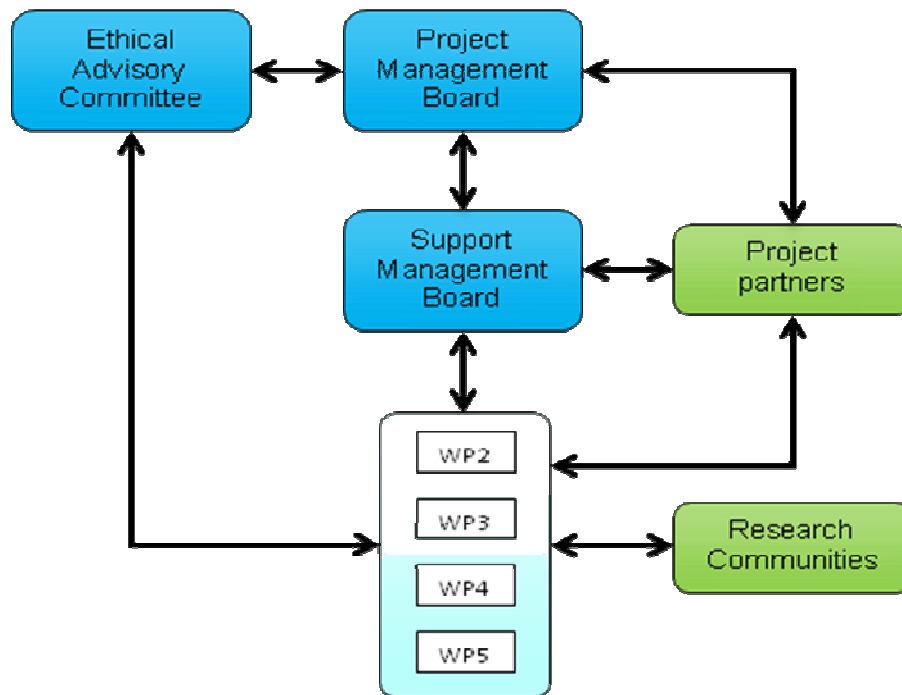 Ethical
Advisory
Committee
Project
Management
Board
Support
Management
Board
Project
partners
WP2
WP3
WP4
WP5
Research
Communities